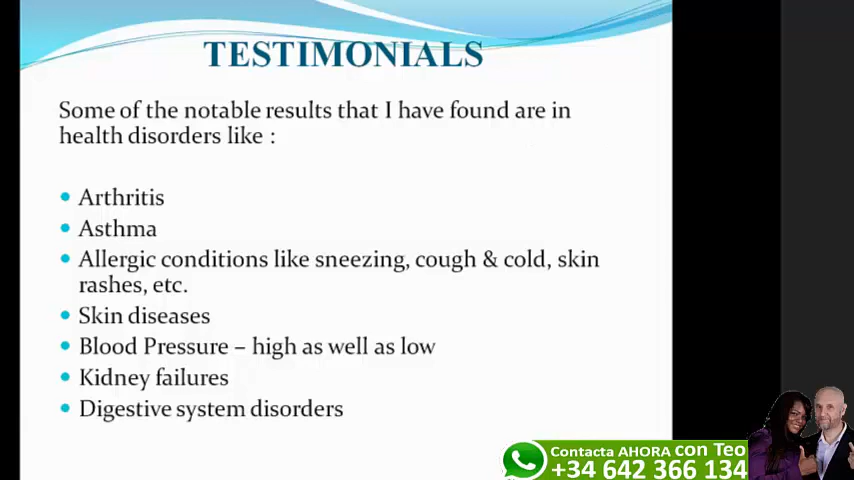 TESTIMONIALS
Some of the notable results that I have found are in
health disorders like :
• Arthritis
• Asthma
• Allergic conditions like sneezing, cough & cold, skin
rashes, etc.
• Skin diseases
• Blood Pressure – high as well as low
• Kidney failures
• Digestive system disorders
Contacta AHORA con Teo
+34 642 366 134